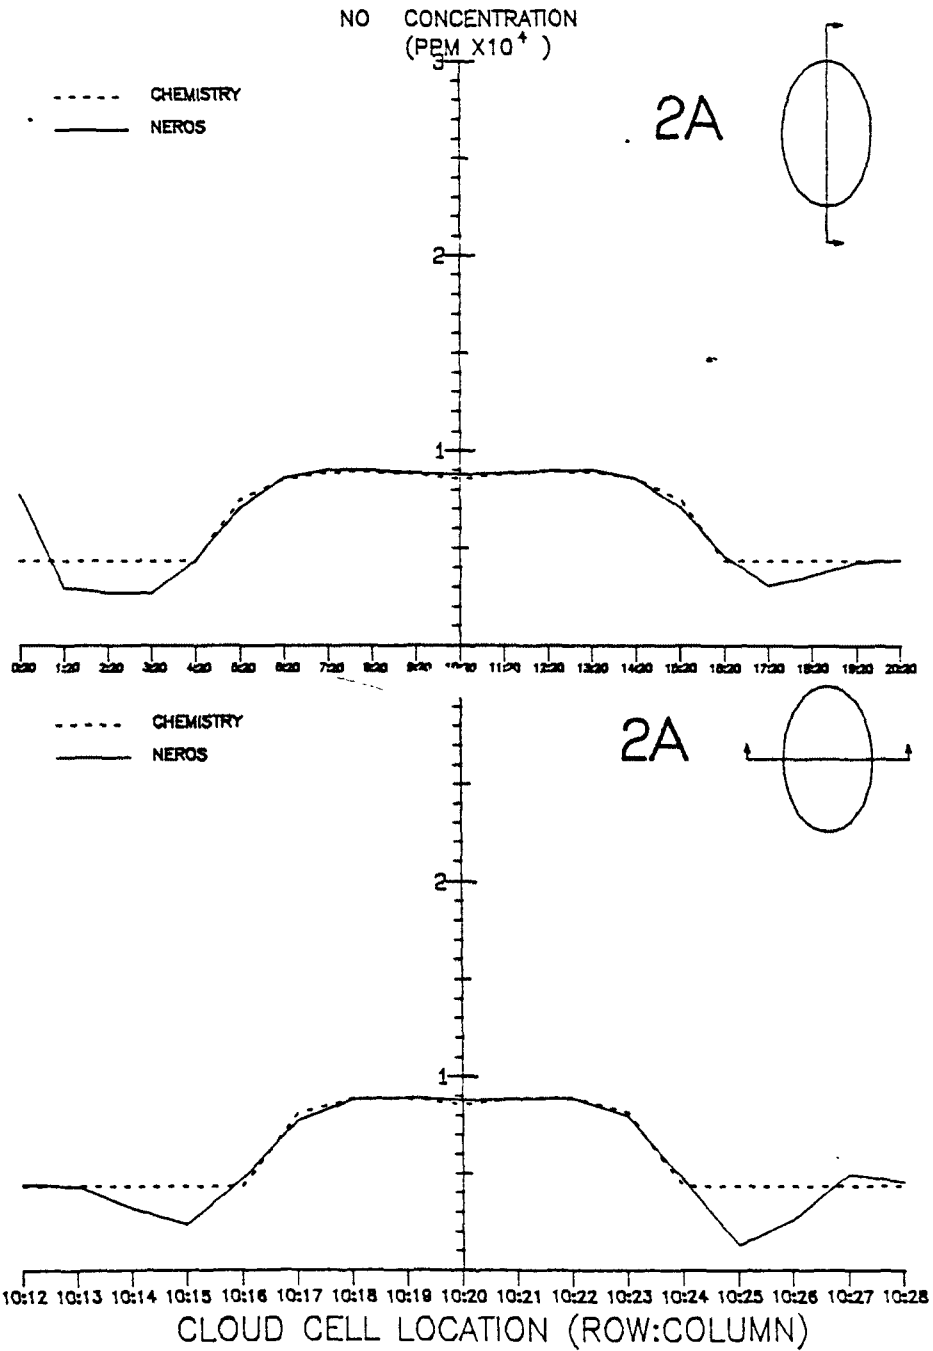 NO CONCENTRATION
(PPM X10⁴ )
3
CHEMISTRY
NEROS
2A
2
1
0:20 1:20 2:20 3:20 4:20 5:20 6:20 7:20 8:20 9:20 10:20 11:20 12:20 13:20 14:20 15:20 16:20 17:20 18:20 19:20 20:20
CHEMISTRY
NEROS
2A
2
1
10:12 10:13 10:14 10:15 10:16 10:17 10:18 10:19 10:20 10:21 10:22 10:23 10:24 10:25 10:26 10:27 10:28
CLOUD CELL LOCATION (ROW:COLUMN)